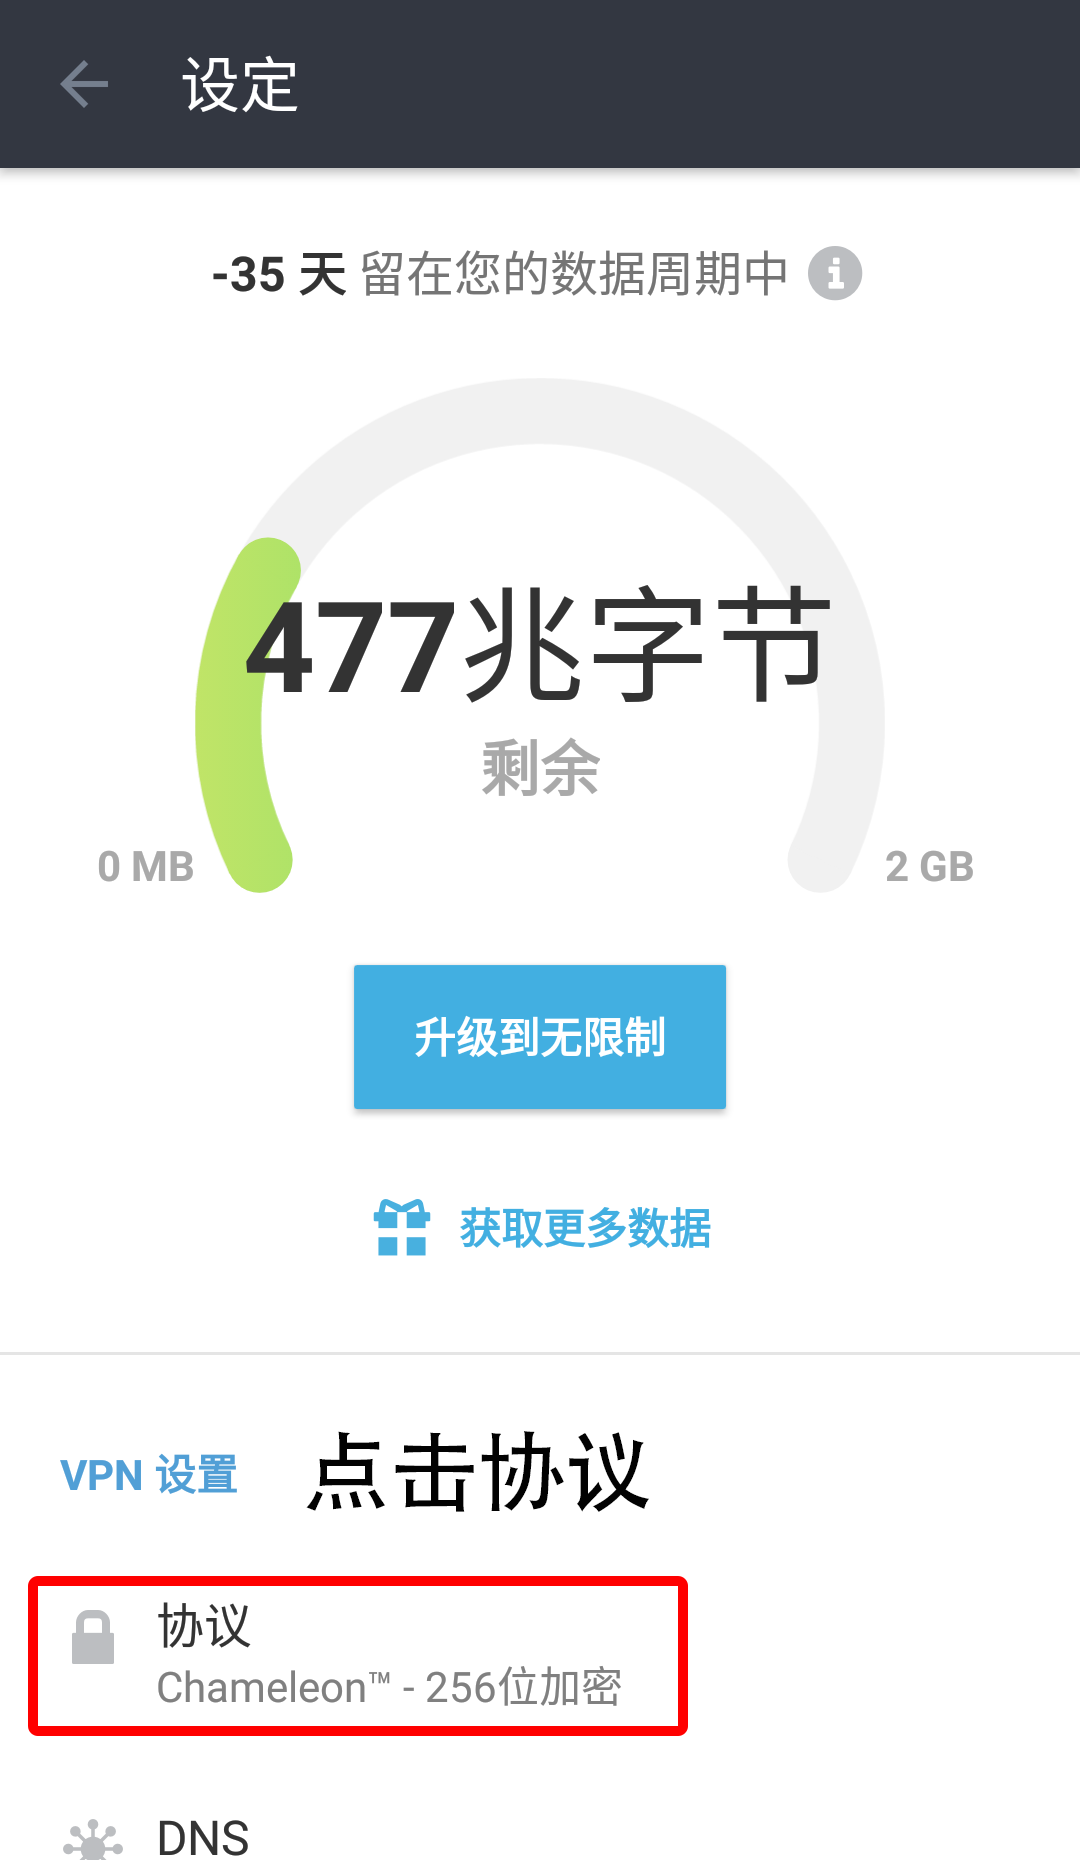 设定
-35 天 留在您的数据周期中
477兆字节
剩余
0 MB
2 GB
升级到无限制
获取更多数据
VPN 设置
点击协议
协议
Chameleon™ - 256位加密
DNS